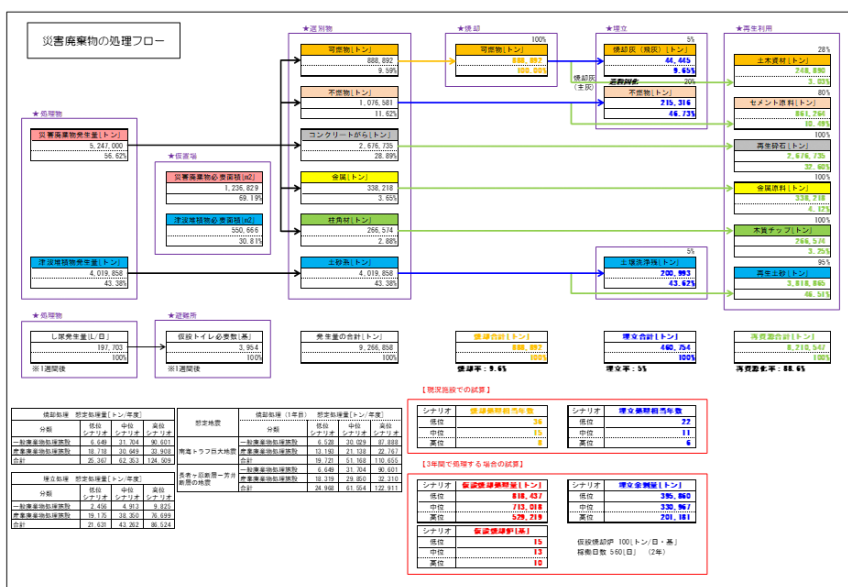 災害廃棄物の処理フロー
★処理物
災害廃棄物発生量[トン]
5,247,000
56.62%
津波堆積物発生量[トン]
4,019,858
43.38%
★仮置場
災害廃棄物必要面積[m2]
1,236,829
69.19%
津波堆積物必要面積[m2]
550,666
30.81%
★選別物
可燃物[トン]
888,892
9.59%
不燃物[トン]
1,076,581
11.62%
コンクリートがら[トン]
2,676,735
28.89%
金属[トン]
338,218
3.65%
柱角材[トン]
266,574
2.88%
土砂系[トン]
4,019,858
43.38%
★焼却
100%
可燃物[トン]
888,892
100.00%
★埋立
5%
焼却灰(飛灰)[トン]
44,445
9.65%
焼却灰
(主灰)
20%
不燃物[トン]
215,316
46.73%
5%
土壌洗浄残[トン]
200,993
43.62%
★再生利用
28%
土木資材[トン]
248,890
3.03%
80%
セメント原料[トン]
861,264
10.49%
100%
再生砕石[トン]
2,676,735
32.60%
100%
金属原料[トン]
338,218
4.12%
100%
木質チップ[トン]
266,574
3.25%
95%
再生土砂[トン]
3,818,865
46.51%
★処理物
し尿発生量[L/日]
197,703
100%
※1週間後
★避難所
仮設トイレ必要数[基]
3,954
100%
※1週間後
発生量の合計[トン]
9,266,858
100%
焼却合計[トン]
888,892
100%
焼却率:9.6%
埋立合計[トン]
460,754
100%
埋立率:5%
再資源合計[トン]
8,210,547
100%
再資源化率:88.6%
焼却処理 想定処理量[トン/年度]
分類 低位シナリオ 中位シナリオ 高位シナリオ
一般廃棄物処理施設 6,649 31,704 90,601
産業廃棄物処理施設 18,718 30,649 33,908
合計 25,367 62,353 124,509
埋立処理 想定処理量[トン/年度]
分類 低位シナリオ 中位シナリオ 高位シナリオ
一般廃棄物処理施設 2,456 4,913 9,825
産業廃棄物処理施設 19,175 38,350 76,699
合計 21,631 43,262 86,524
想定地震
焼却処理(1年目) 想定処理量[トン/年度]
分類 低位シナリオ 中位シナリオ 高位シナリオ
南海トラフ巨大地震
一般廃棄物処理施設 6,528 30,029 87,888
産業廃棄物処理施設 13,193 21,138 22,767
合計 19,721 51,168 110,655
長者ヶ原断層-芳井断層の地震
一般廃棄物処理施設 6,649 31,704 90,601
産業廃棄物処理施設 18,319 29,850 32,310
合計 24,968 61,554 122,911
【現況施設での試算】
シナリオ 焼却処理相当年数
低位 36
中位 15
高位 8
シナリオ 埋立処理相当年数
低位 22
中位 11
高位 6
【3年間で処理する場合の試算】
シナリオ 仮設焼却処理量[トン]
低位 818,437
中位 713,018
高位 529,219
シナリオ 埋立余剰量[トン]
低位 395,860
中位 330,967
高位 201,181
シナリオ 仮設焼却炉[基]
低位 15
中位 13
高位 10
仮設焼却炉 100[トン/日・基]
稼働日数 560[日] (2年)